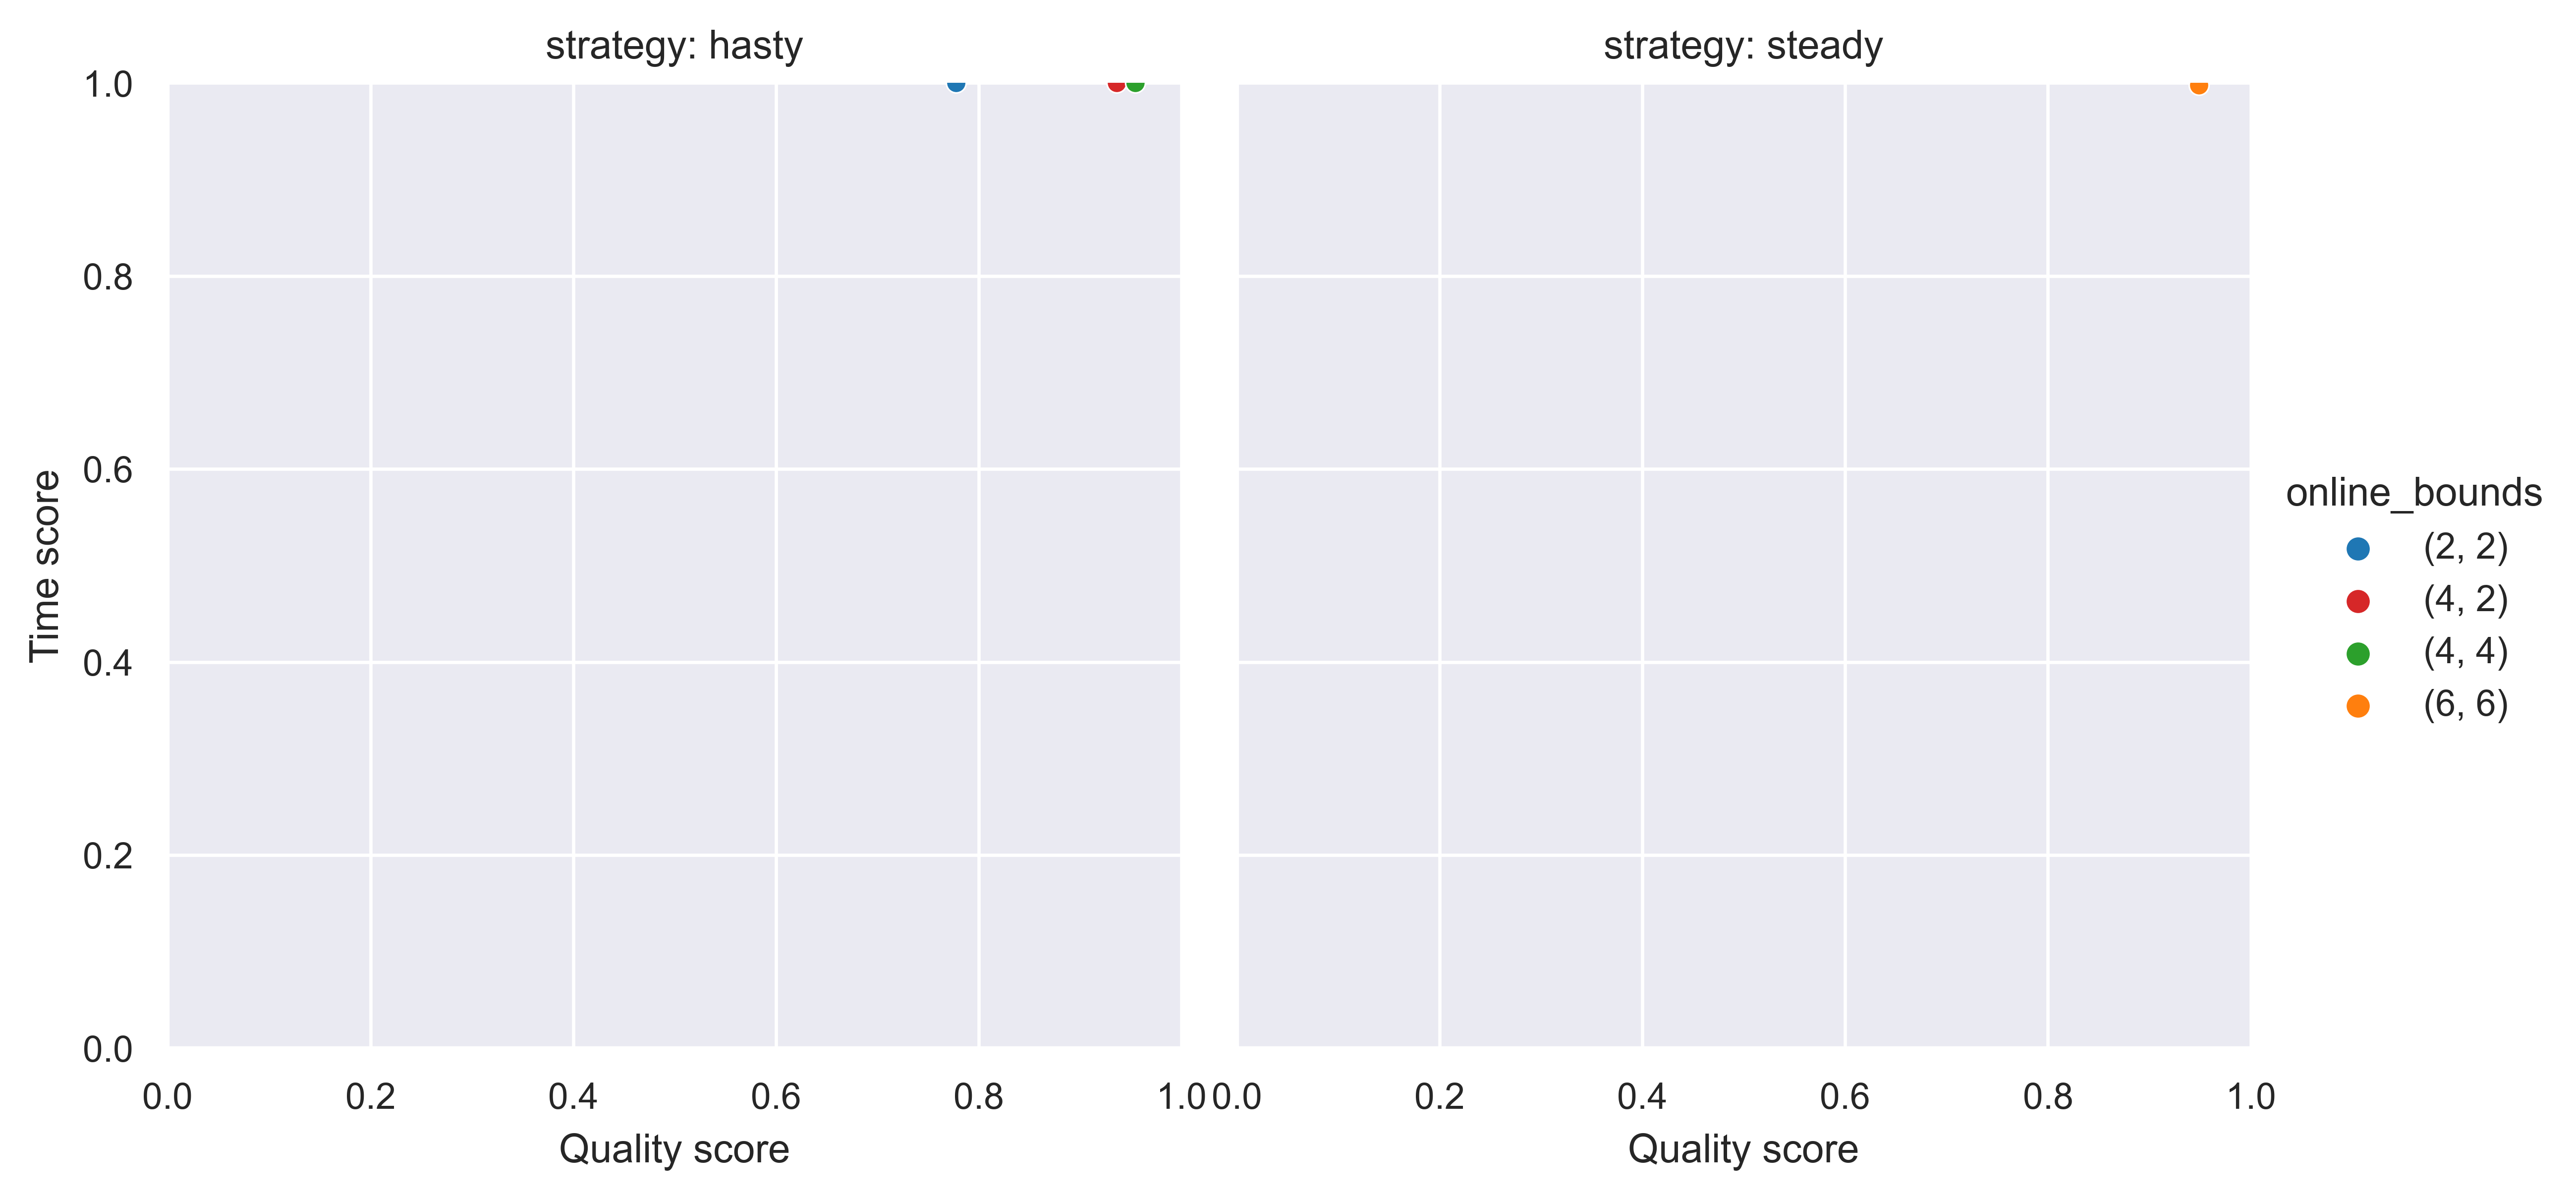 strategy: hasty
strategy: steady
1.0
0.8
0.6
0.4
0.2
0.0
Time score
0.0 0.2 0.4 0.6 0.8 1.0
0.0 0.2 0.4 0.6 0.8 1.0
Quality score
Quality score
online_bounds
(2, 2)
(4, 2)
(4, 4)
(6, 6)